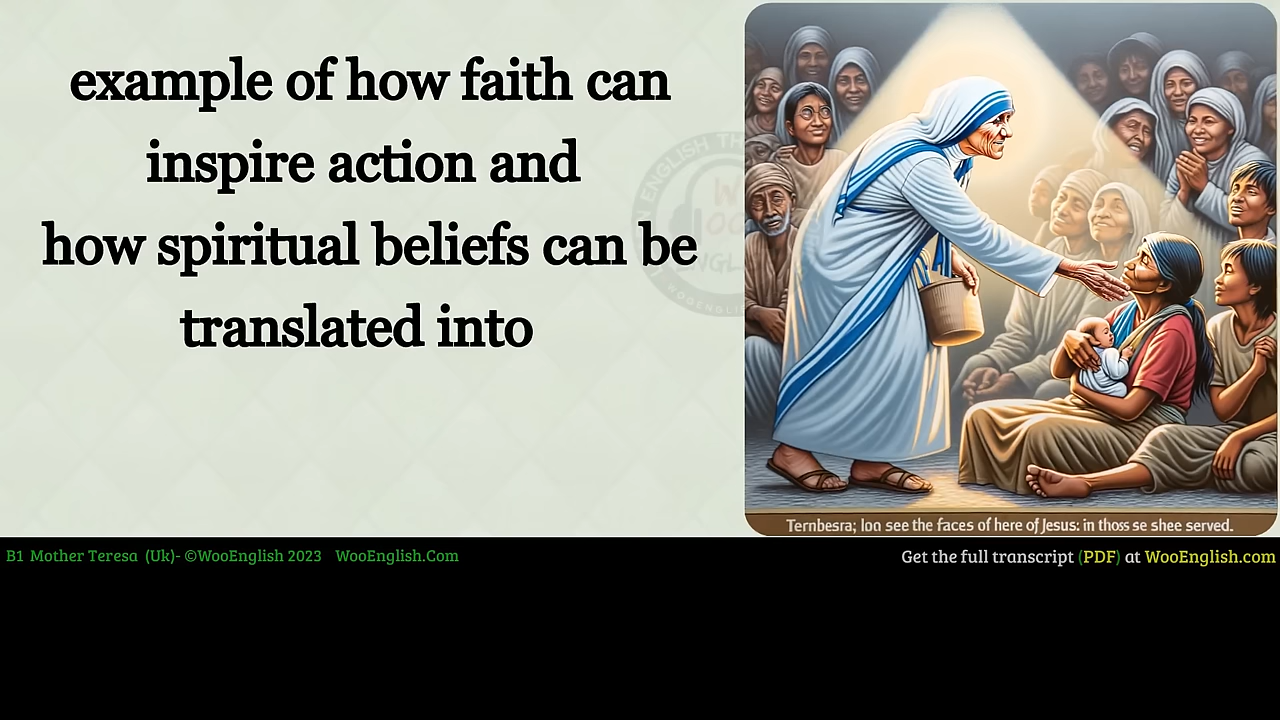 example of how faith can
inspire action and
how spiritual beliefs can be
translated into
Ternbesra; lon see the faces of here of Jesus: in thoss se shee served.
B1 Mother Teresa (Uk)- ©WooEnglish 2023 WooEnglish.Com
Get the full transcript (PDF) at WooEnglish.com